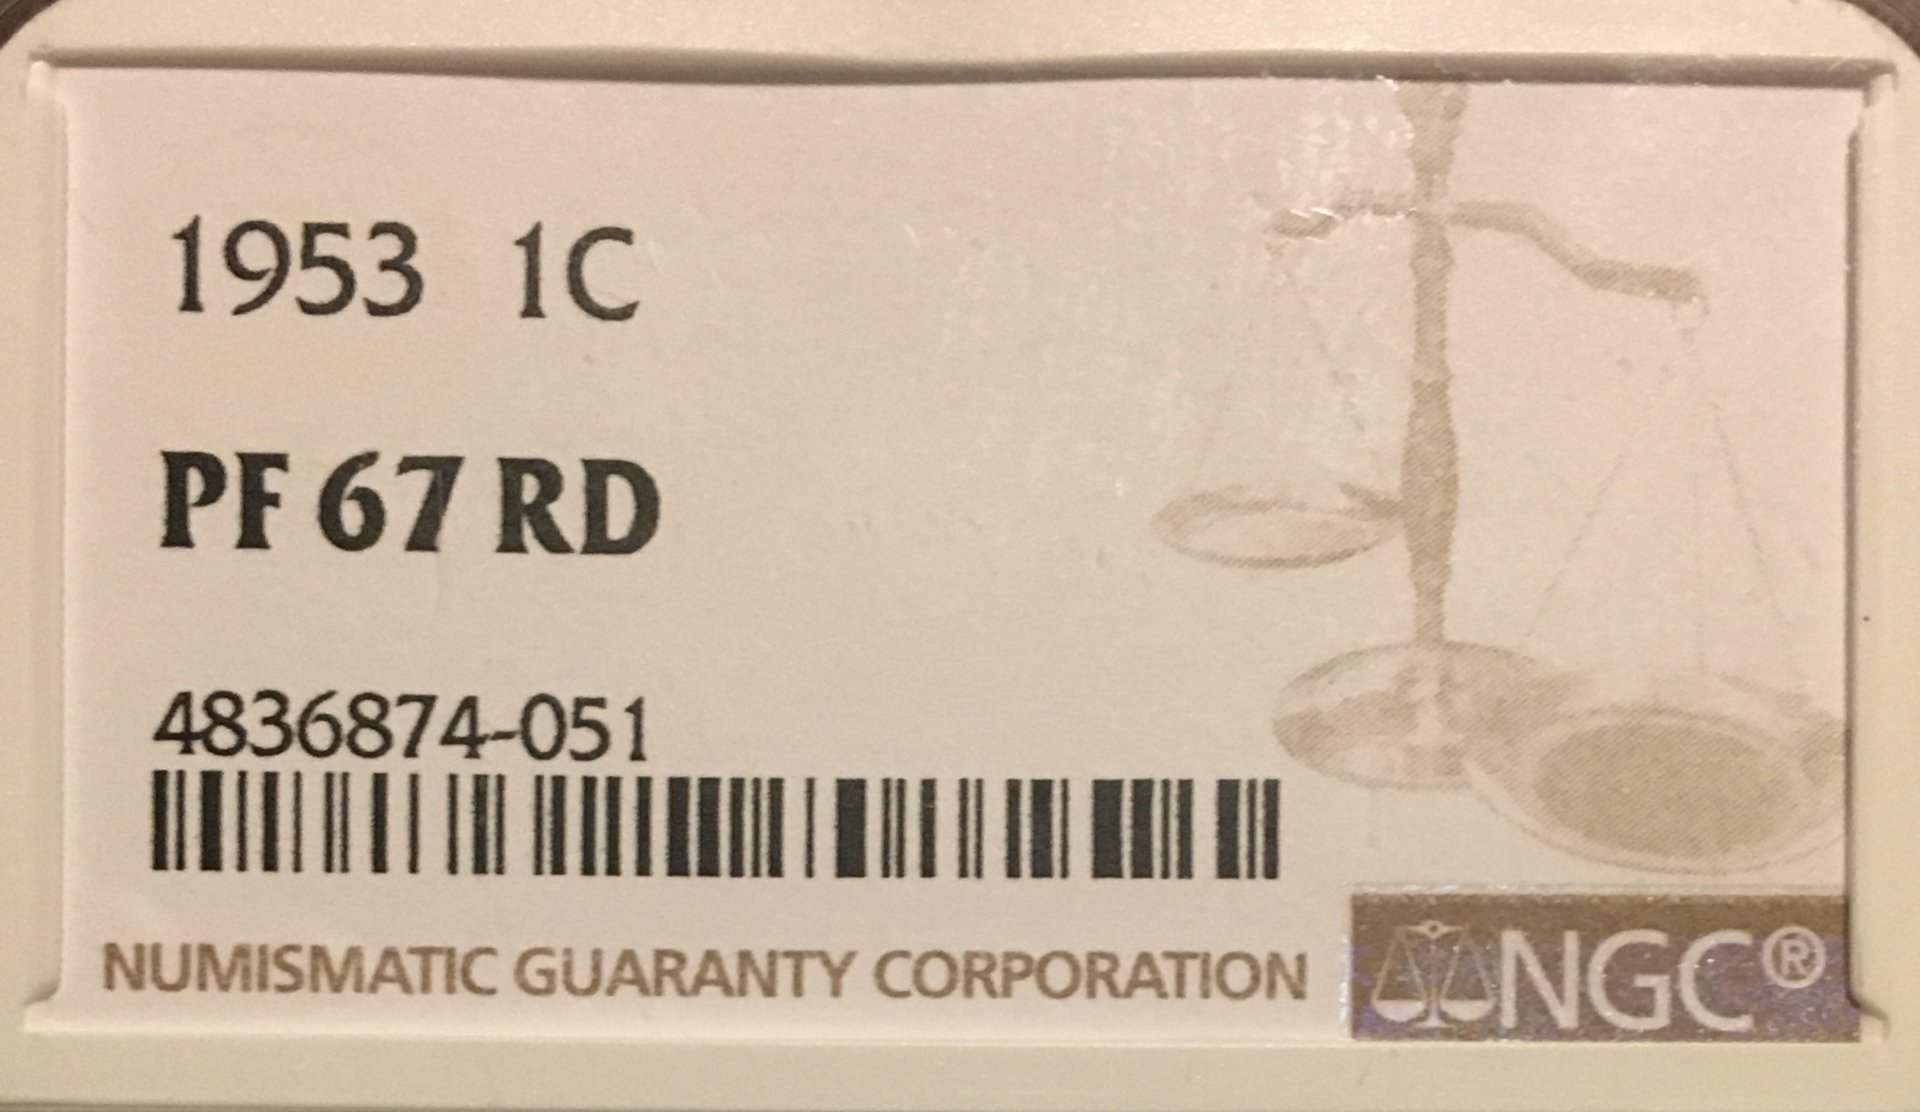 1953 1C
PF 67 RD
4836874-051
NUMISMATIC GUARANTY CORPORATION NGC®